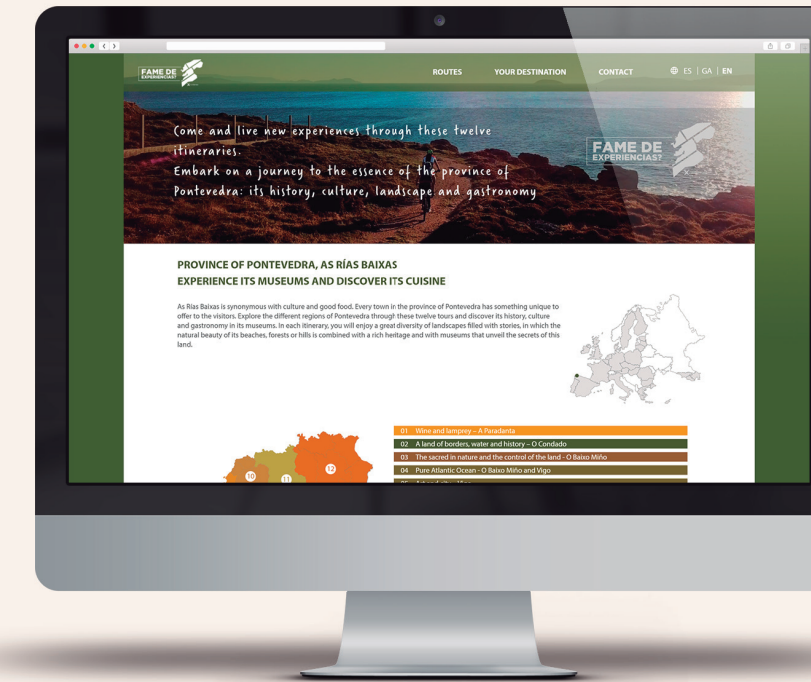 FAME DE
EXPERIENCIAS?
ROUTES
YOUR DESTINATION
CONTACT
ES | GA | EN
Come and live new experiences through these twelve
itineraries.
Embark on a journey to the essence of the province of
Pontevedra: its history, culture, landscape and gastronomy
FAME DE
EXPERIENCIAS?
PROVINCE OF PONTEVEDRA, AS RÍAS BAIXAS
EXPERIENCE ITS MUSEUMS AND DISCOVER ITS CUISINE
As Rías Baixas is synonymous with culture and good food. Every town in the province of Pontevedra has something unique to
offer to the visitors. Explore the different regions of Pontevedra through these twelve tours and discover its history, culture
and gastronomy in its museums. In each itinerary, you will enjoy a great diversity of landscapes filled with stories, in which the
natural beauty of its beaches, forests or hills is combined with a rich heritage and with museums that unveil the secrets of this
land.
01 Wine and lamprey – A Paradanta
02 A land of borders, water and history – O Condado
03 The sacred in nature and the control of the land - O Baixo Miño
04 Pure Atlantic Ocean - O Baixo Miño and Vigo
10
11
12